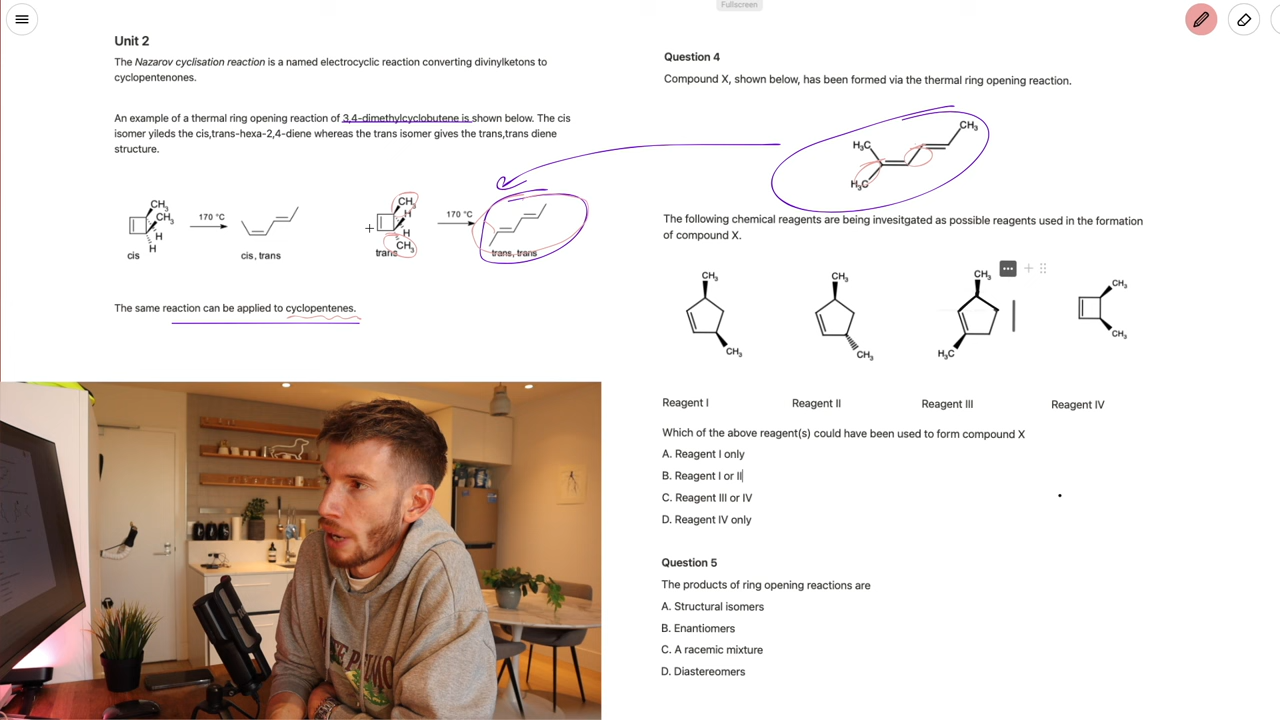 Fullscreen
Unit 2
The Nazarov cyclisation reaction is a named electrocyclic reaction converting divinylketons to
cyclopentenones.
An example of a thermal ring opening reaction of 3,4-dimethylcyclobutene is shown below. The cis
isomer yileds the cis,trans-hexa-2,4-diene whereas the trans isomer gives the trans,trans diene
structure.
CH3
CH3
H
H
170 °C
cis
cis, trans
CH3
H
H
CH3
170 °C
trans
trans, trans
The same reaction can be applied to cyclopentenes.
Question 4
Compound X, shown below, has been formed via the thermal ring opening reaction.
CH3
H3C
H3C
The following chemical reagents are being invesitgated as possible reagents used in the formation
of compound X.
CH3
CH3
CH3
CH3
CH3
H3C
CH3
CH3
Reagent I
Reagent II
Reagent III
Reagent IV
Which of the above reagent(s) could have been used to form compound X
A. Reagent I only
B. Reagent I or II
C. Reagent III or IV
D. Reagent IV only
Question 5
The products of ring opening reactions are
A. Structural isomers
B. Enantiomers
C. A racemic mixture
D. Diastereomers